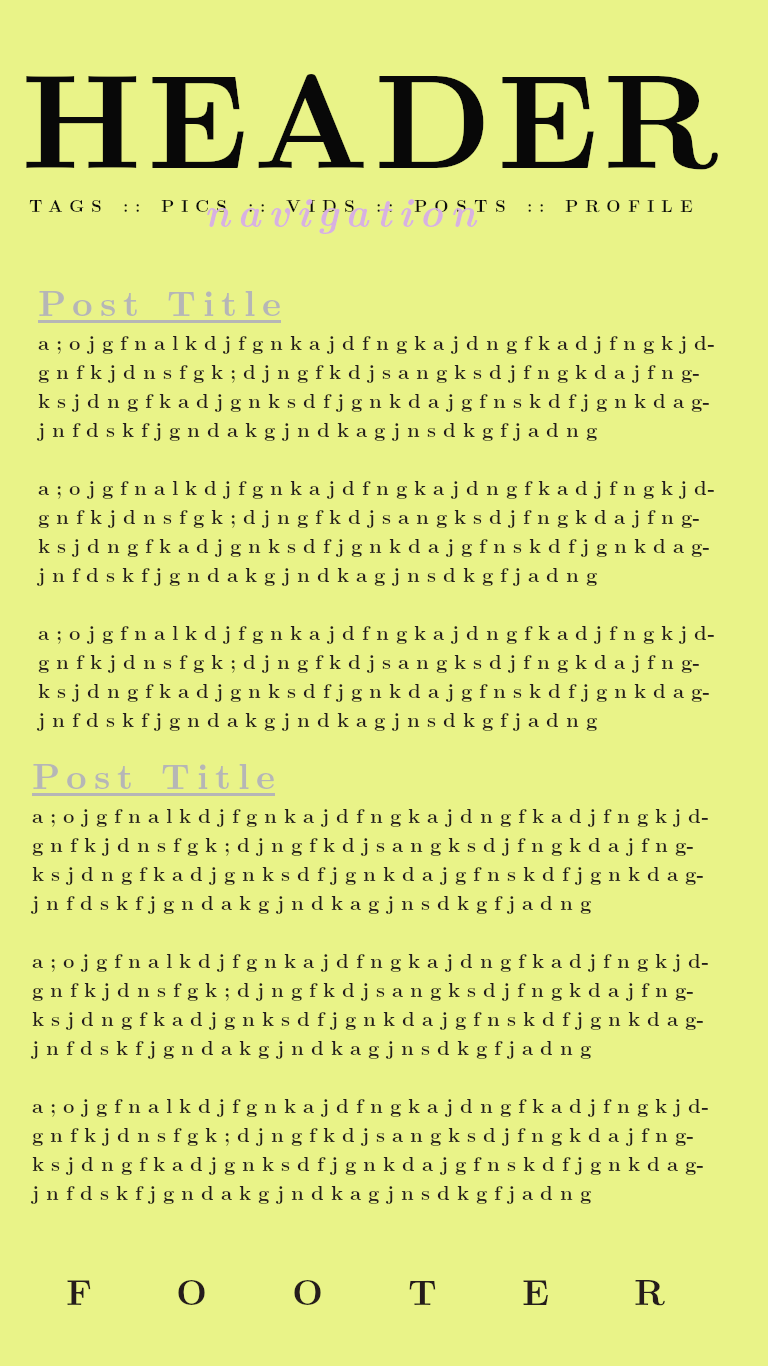 HEADER
TAGS :: PICS :: VIDS :: POSTS :: PROFILE
navigation
Post Title
a;ojgfnalkdjfgnkajdfngkajdngfkadjfngkjd-
gnfkjdnsfgk;djngfkdjsangksdjfngkdajfng-
ksjdngfkadjgnksdfjgnkdajgfnskdfjgnkdag-
jnfdskfjgndakgjndkagjnsdkgfjadng
a;ojgfnalkdjfgnkajdfngkajdngfkadjfngkjd-
gnfkjdnsfgk;djngfkdjsangksdjfngkdajfng-
ksjdngfkadjgnksdfjgnkdajgfnskdfjgnkdag-
jnfdskfjgndakgjndkagjnsdkgfjadng
a;ojgfnalkdjfgnkajdfngkajdngfkadjfngkjd-
gnfkjdnsfgk;djngfkdjsangksdjfngkdajfng-
ksjdngfkadjgnksdfjgnkdajgfnskdfjgnkdag-
jnfdskfjgndakgjndkagjnsdkgfjadng
Post Title
a;ojgfnalkdjfgnkajdfngkajdngfkadjfngkjd-
gnfkjdnsfgk;djngfkdjsangksdjfngkdajfng-
ksjdngfkadjgnksdfjgnkdajgfnskdfjgnkdag-
jnfdskfjgndakgjndkagjnsdkgfjadng
a;ojgfnalkdjfgnkajdfngkajdngfkadjfngkjd-
gnfkjdnsfgk;djngfkdjsangksdjfngkdajfng-
ksjdngfkadjgnksdfjgnkdajgfnskdfjgnkdag-
jnfdskfjgndakgjndkagjnsdkgfjadng
a;ojgfnalkdjfgnkajdfngkajdngfkadjfngkjd-
gnfkjdnsfgk;djngfkdjsangksdjfngkdajfng-
ksjdngfkadjgnksdfjgnkdajgfnskdfjgnkdag-
jnfdskfjgndakgjndkagjnsdkgfjadng
FOOTER